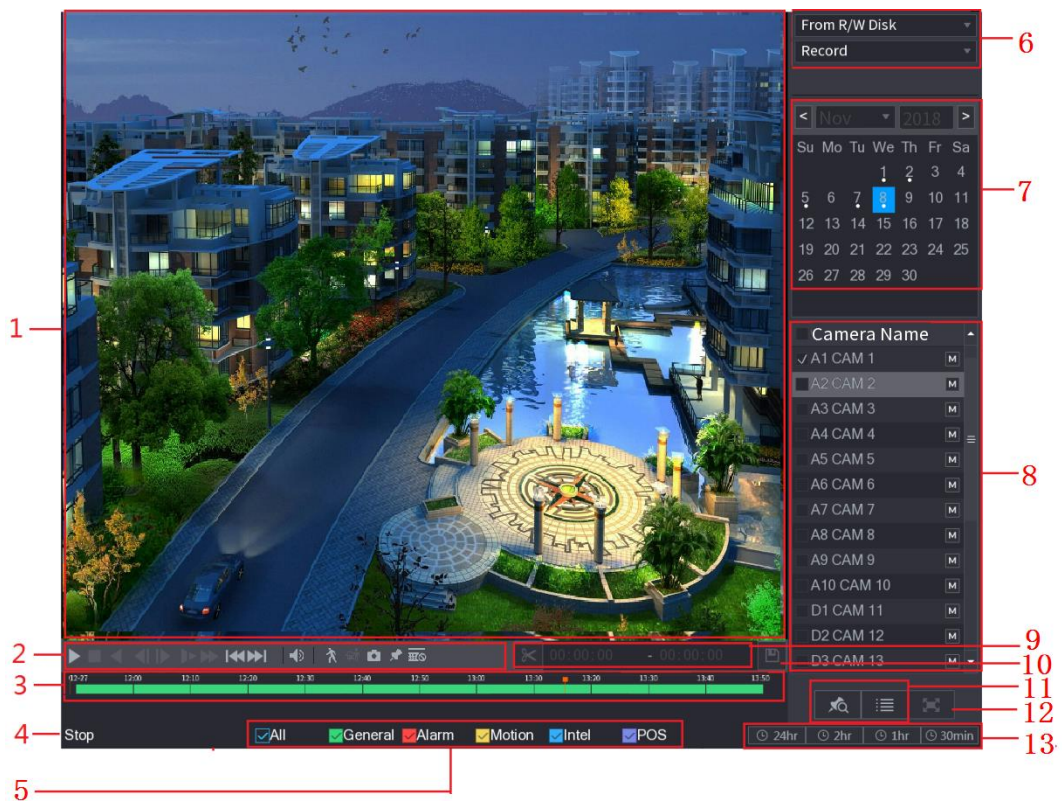 From R/W Disk
Record
6
< Nov 2018 >
Su Mo Tu We Th Fr Sa
1 2 3 4
5 6 7 8 9 10 11
12 13 14 15 16 17 18
19 20 21 22 23 24 25
26 27 28 29 30
7
1
Camera Name
A1 CAM 1 M
A2 CAM 2 M
A3 CAM 3 M
A4 CAM 4 M
A5 CAM 5 M
A6 CAM 6 M
A7 CAM 7 M
A8 CAM 8 M
A9 CAM 9 M
A10 CAM 10 M
D1 CAM 11 M
D2 CAM 12 M
D3 CAM 13 M
8
2
00:00:00 - 00:00:00
9
10
3
12:00 12:10 12:20 12:30 12:40 12:50 13:00 13:10 13:20 13:30 13:40 13:50
11
12
4
Stop
All General Alarm Motion Intel POS
24hr 2hr 1hr 30min
13
5